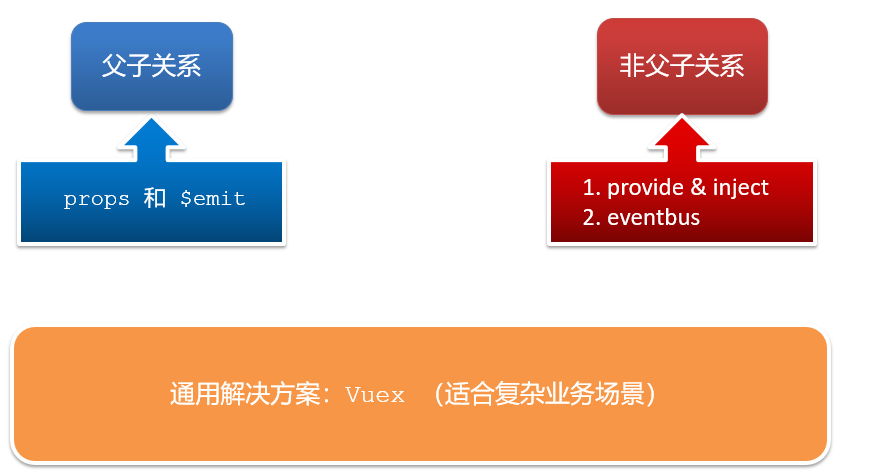 父子关系
非父子关系
props 和 $emit
1. provide & inject
2. eventbus
通用解决方案：Vuex （适合复杂业务场景）